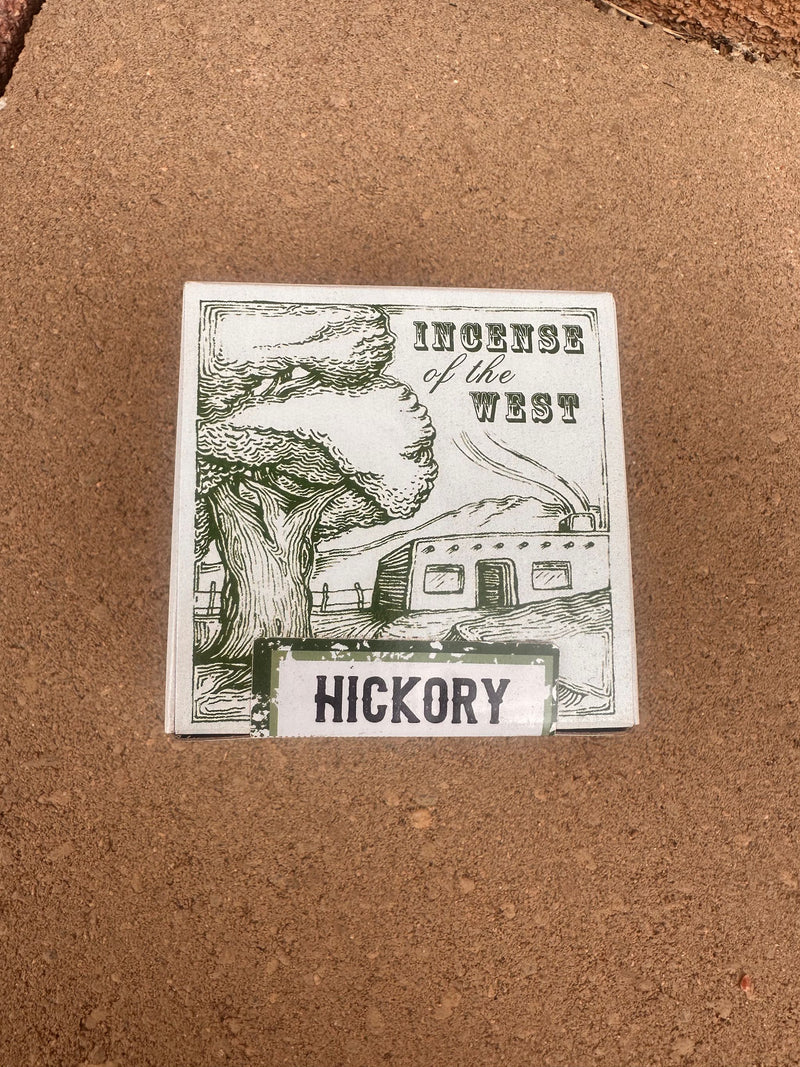 INCENSE
of the
WEST
HICKORY